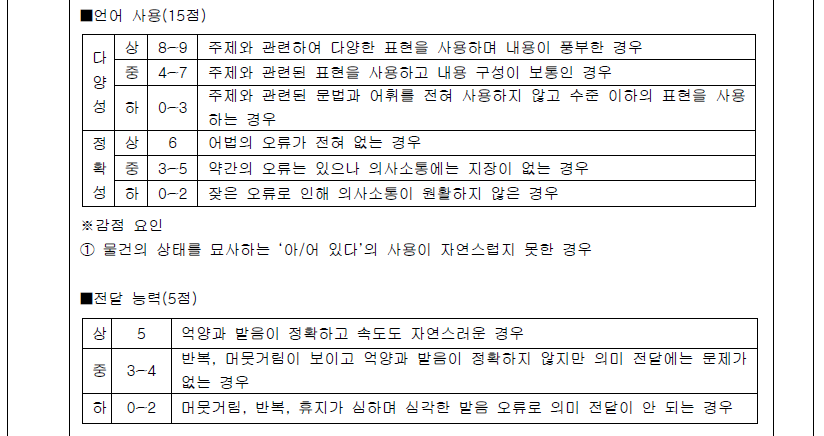 ■언어 사용(15점)
다양성 상 8-9 주제와 관련하여 다양한 표현을 사용하며 내용이 풍부한 경우
중 4-7 주제와 관련된 표현을 사용하고 내용 구성이 보통인 경우
하 0-3 주제와 관련된 문법과 어휘를 전혀 사용하지 않고 수준 이하의 표현을 사용
하는 경우
정확성 상 6 어법의 오류가 전혀 없는 경우
중 3-5 약간의 오류는 있으나 의사소통에는 지장이 없는 경우
하 0-2 잦은 오류로 인해 의사소통이 원활하지 않은 경우
※감점 요인
① 물건의 상태를 묘사하는 '아/어 있다'의 사용이 자연스럽지 못한 경우
■전달 능력(5점)
상 5 억양과 발음이 정확하고 속도도 자연스러운 경우
중 3-4 반복, 머뭇거림이 보이고 억양과 발음이 정확하지 않지만 의미 전달에는 문제가
없는 경우
하 0-2 머뭇거림, 반복, 휴지가 심하며 심각한 발음 오류로 의미 전달이 안 되는 경우